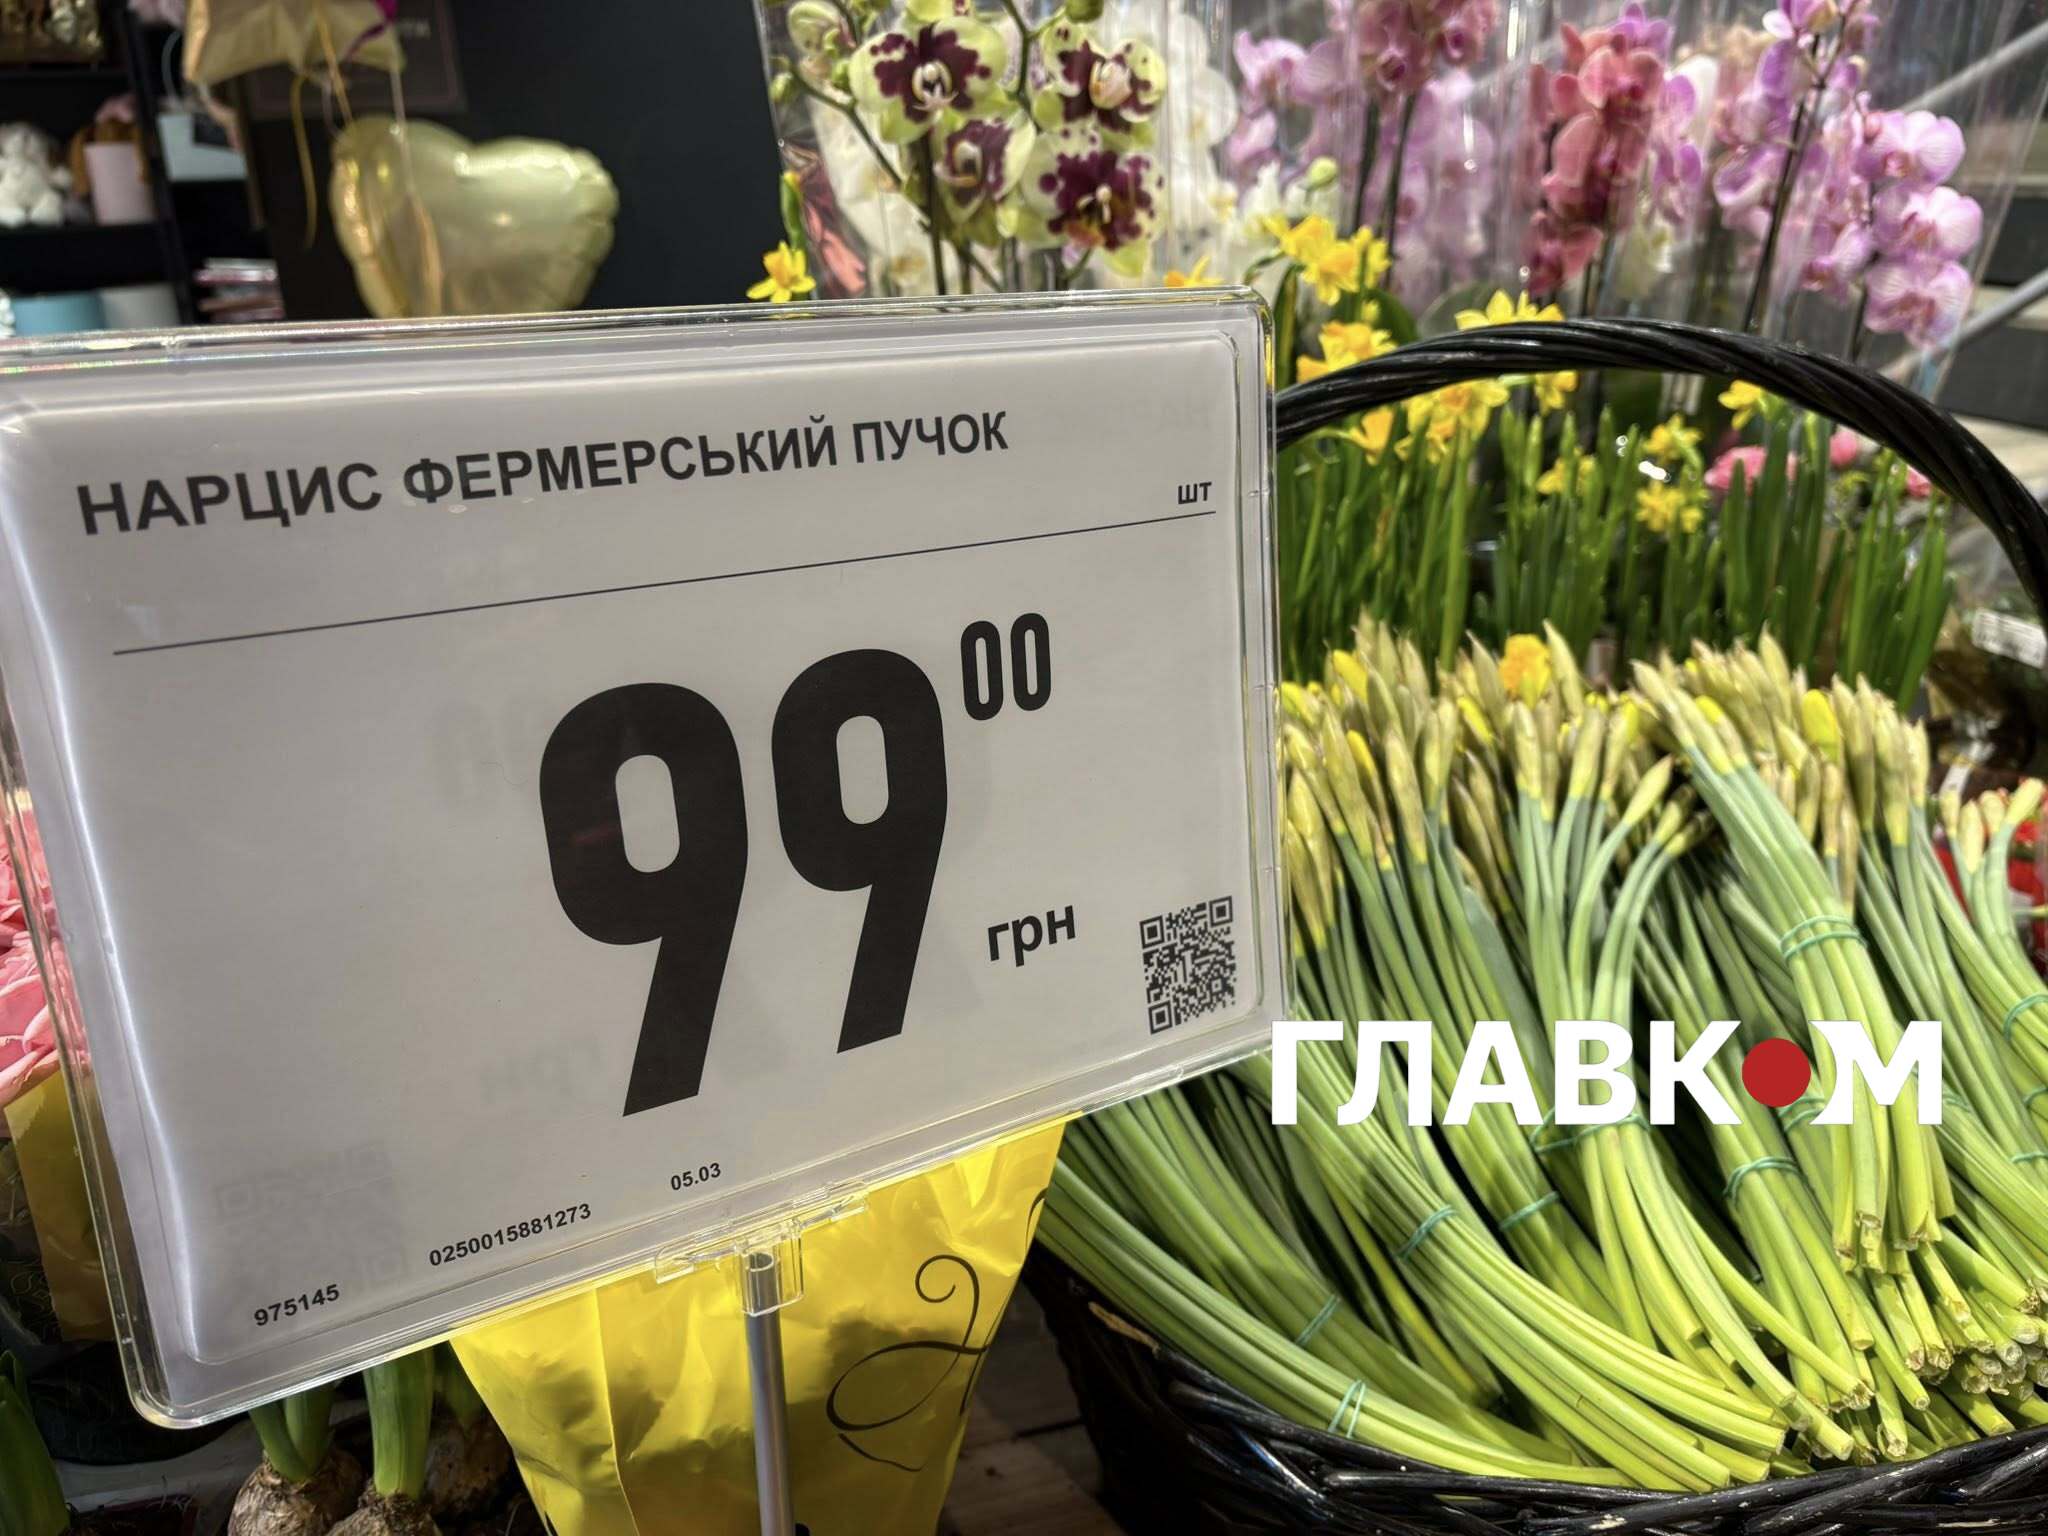 НАРЦИС ФЕРМЕРСЬКИЙ ПУЧОК
ШТ
99 00
грн
05.03
0250015881273
975145
ГЛАВКОМ